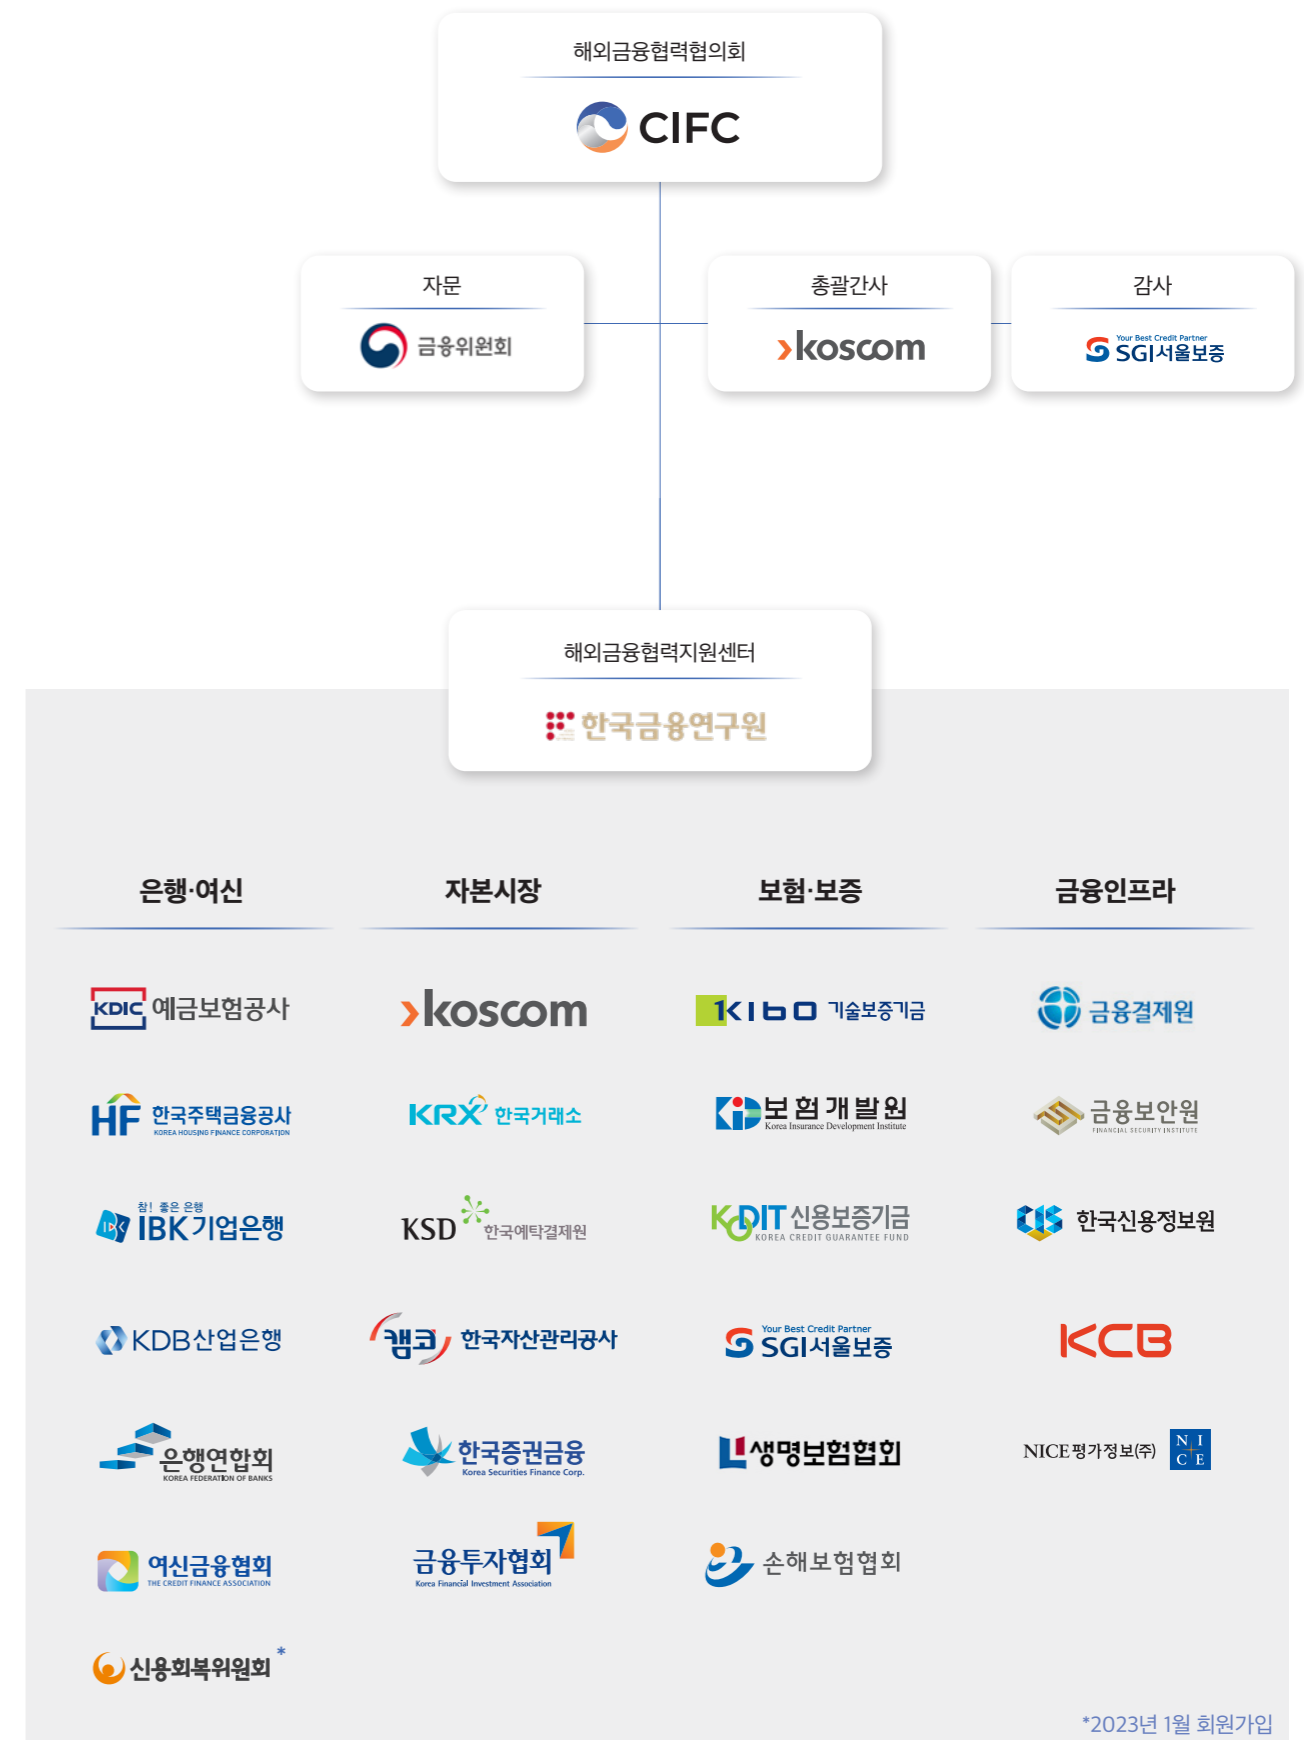 해외금융협력협의회
CIFC
자문
금융위원회
총괄간사
koscom
감사
Your Best Credit Partner
SGI서울보증
해외금융협력지원센터
한국금융연구원
은행·여신
자본시장
보험·보증
금융인프라
KDIC 예금보험공사
koscom
KIBO 기술보증기금
금융결제원
HF 한국주택금융공사
KOREA HOUSING FINANCE CORPORATION
KRX 한국거래소
KiDI 보험개발원
Korea Insurance Development Institute
금융보안원
FINANCIAL SECURITY INSTITUTE
참! 좋은 은행
IBK 기업은행
KSD 한국예탁결제원
KODIT 신용보증기금
KOREA CREDIT GUARANTEE FUND
한국신용정보원
KDB산업은행
캠코 한국자산관리공사
Your Best Credit Partner
SGI서울보증
KCB
은행연합회
KOREA FEDERATION OF BANKS
한국증권금융
Korea Securities Finance Corp.
생명보험협회
NICE평가정보(주) NICE
여신금융협회
THE CREDIT FINANCE ASSOCIATION
금융투자협회
Korea Financial Investment Association
손해보험협회
신용회복위원회 *
*2023년 1월 회원가입